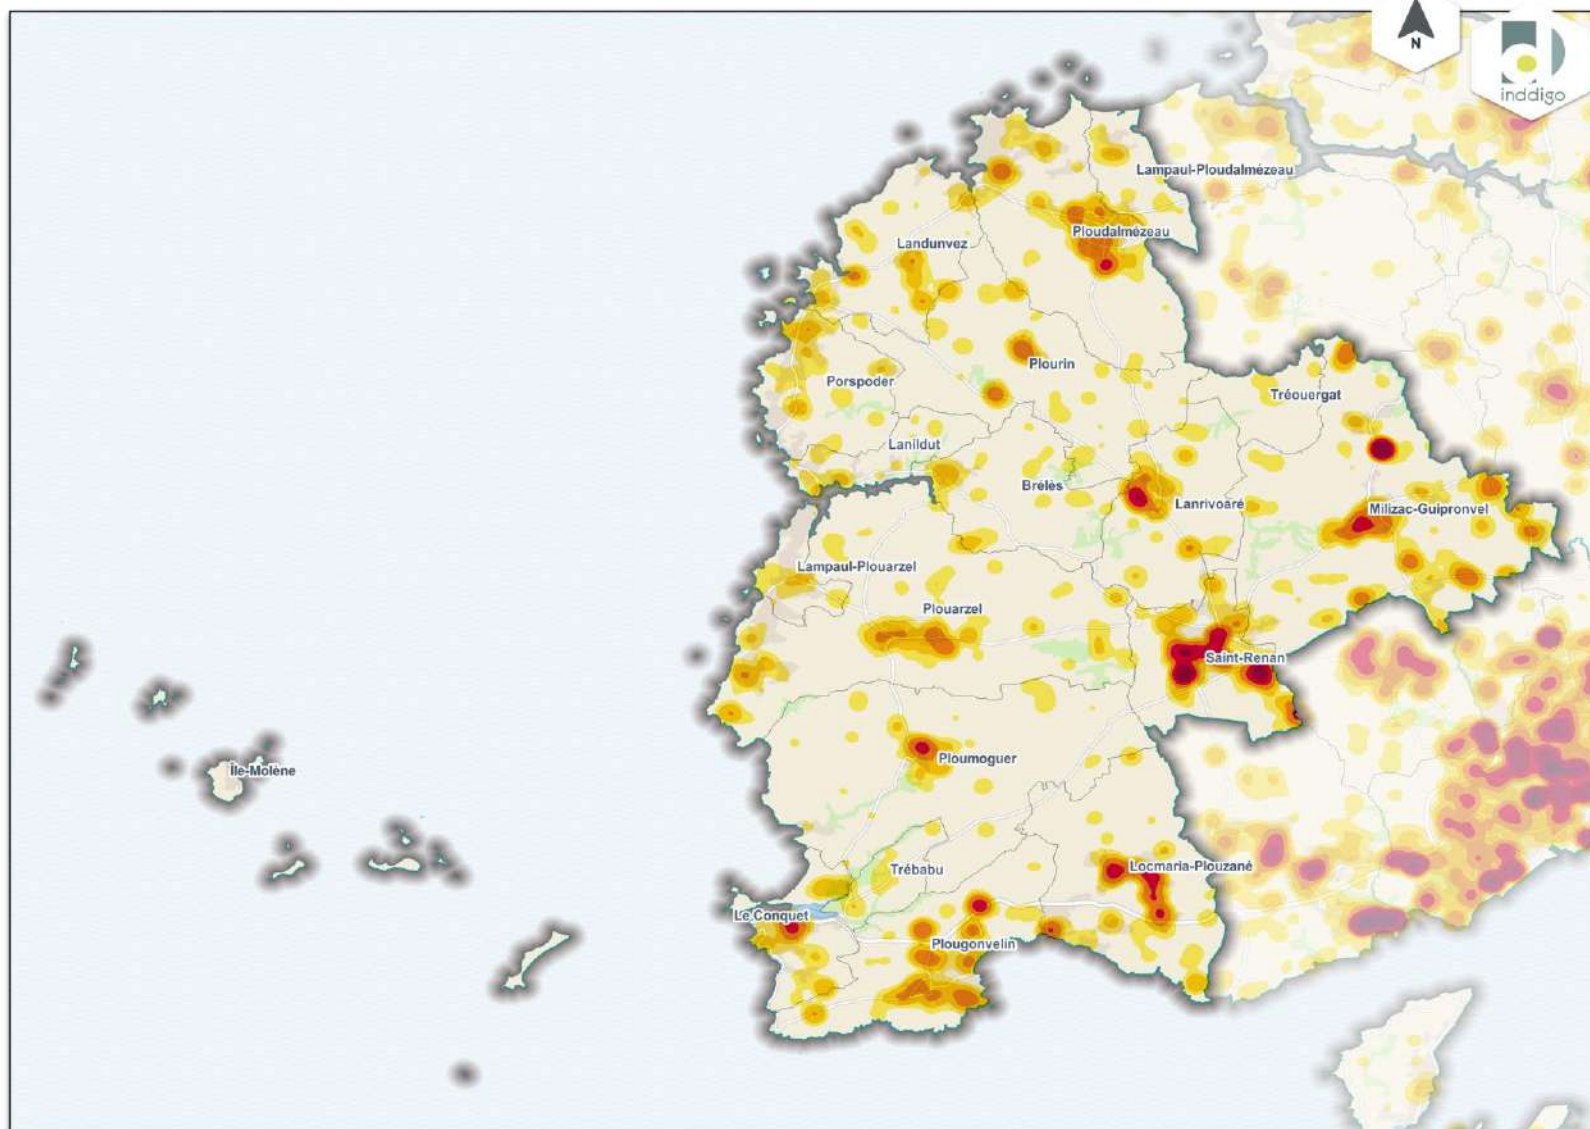 N
inddigo
Lampaul-Ploudalmézeau
Ploudalmézeau
Landunvez
Plourin
Porspoder
Tréouergat
Lanildut
Brélès
Lanrivoaré
Milizac-Guipronvel
Lampaul-Plouarzel
Plouarzel
Saint-Renan
Ploumoguer
Île-Molène
Locmaria-Plouzané
Trébabu
Le Conquet
Plougonvelin